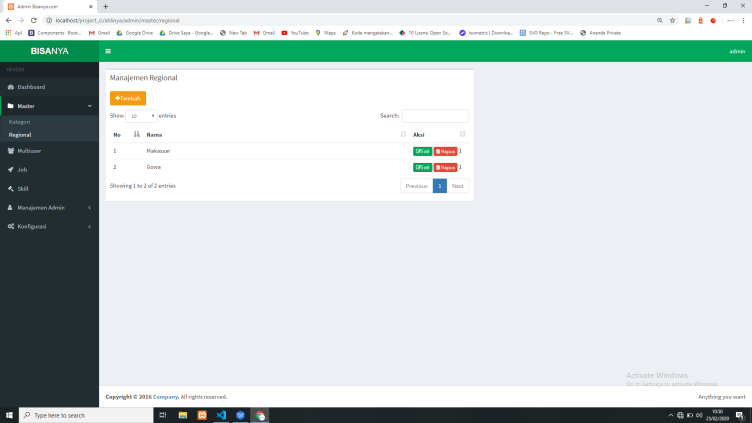 Admin Bisanya.com
localhost/project_ci/ahlinya/admin/master/regional
Apl Components · Boot... Gmail Google Drive Drive Saya - Google... New Tab Gmail YouTube Maps Kode mengatakan... 10 Lisensi Open So... Isometric | Downloa... SVG Repo - Free SV... Ananda Private
BISANYA
admin
HEADER
Dashboard
Master
Kategori
Regional
Multiuser
Job
Skill
Manajemen Admin
Konfigurasi
Manajemen Regional
Tambah
Show 10 entries
Search:
No Nama Aksi
1 Makassar Edit Hapus 1
2 Gowa Edit Hapus
Showing 1 to 2 of 2 entries
Previous 1 Next
Activate Windows
Go to Settings to activate Windows.
Copyright © 2016 Company. All rights reserved.
Anything you want
Type here to search
10:50
25/02/2020